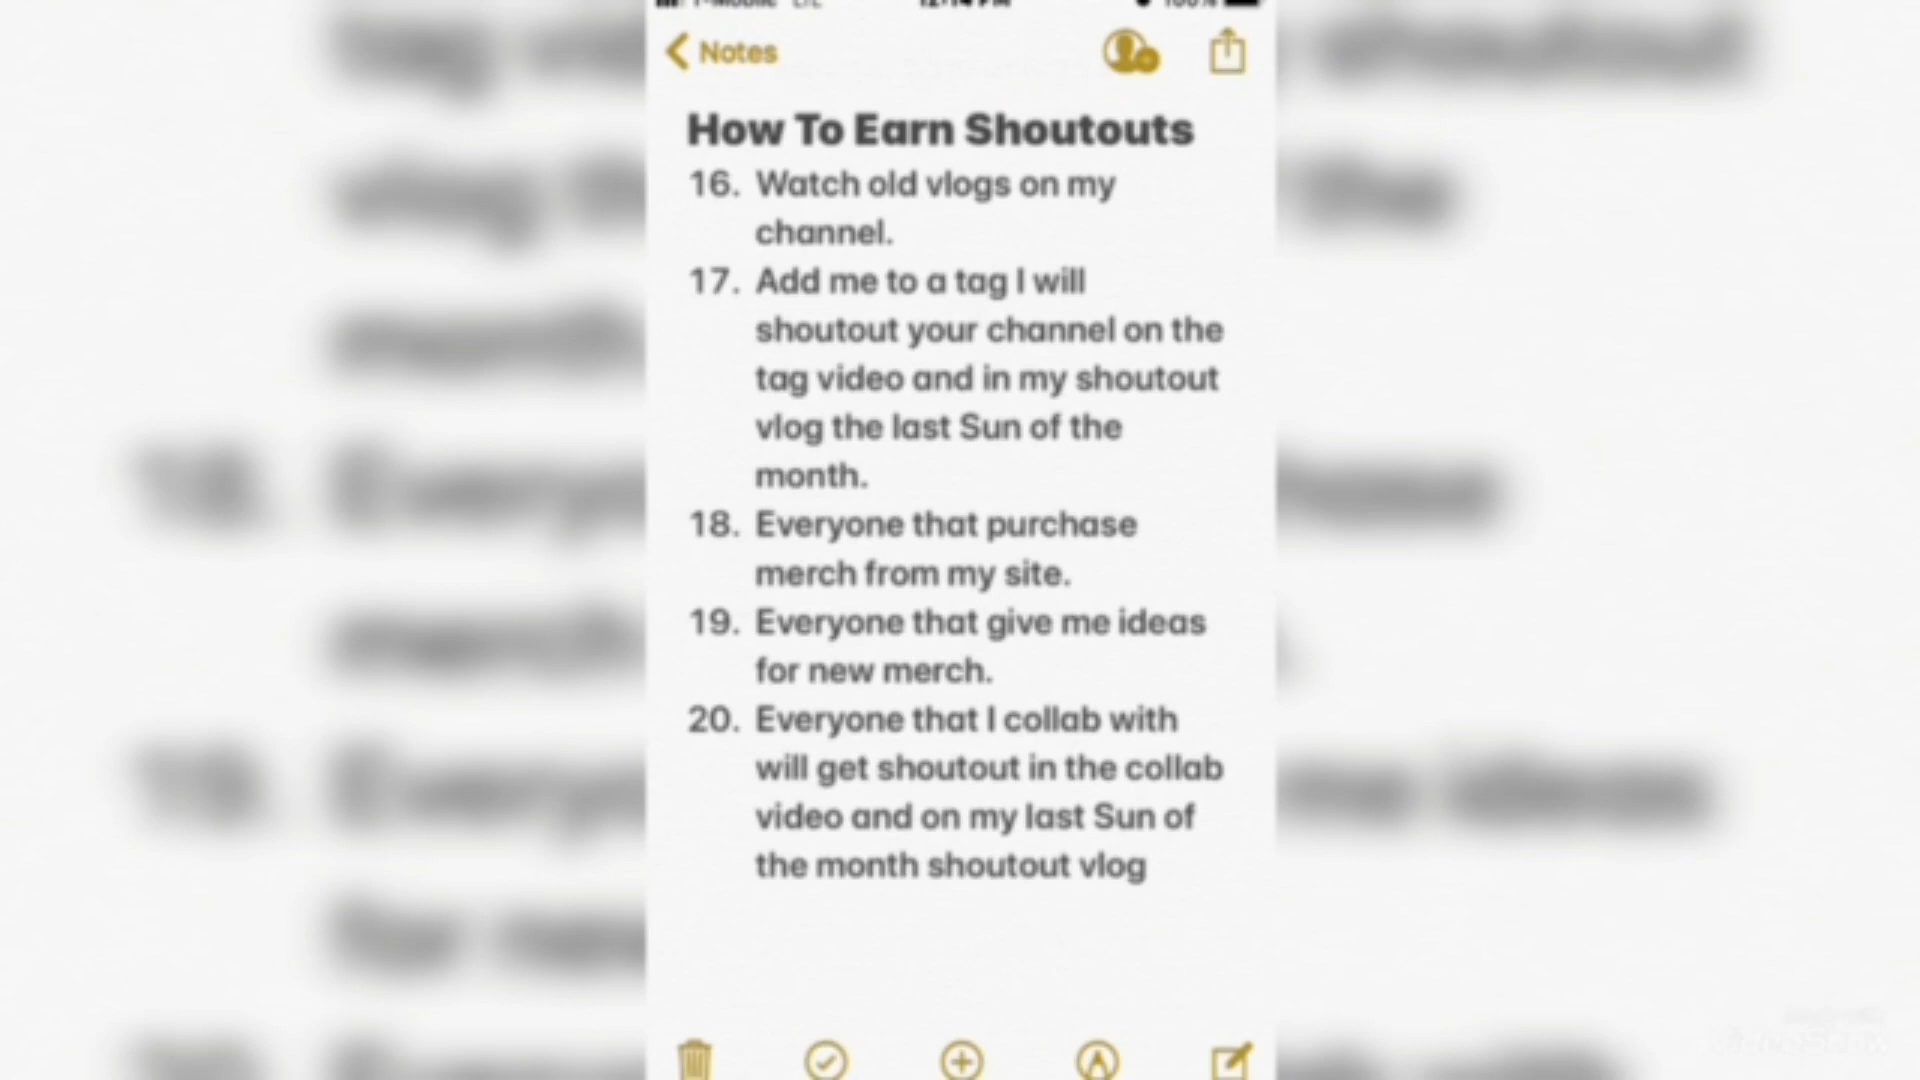 Notes
How To Earn Shoutouts
16. Watch old vlogs on my
channel.
17. Add me to a tag I will
shoutout your channel on the
tag video and in my shoutout
vlog the last Sun of the
month.
18. Everyone that purchase
merch from my site.
19. Everyone that give me ideas
for new merch.
20. Everyone that I collab with
will get shoutout in the collab
video and on my last Sun of
the month shoutout vlog